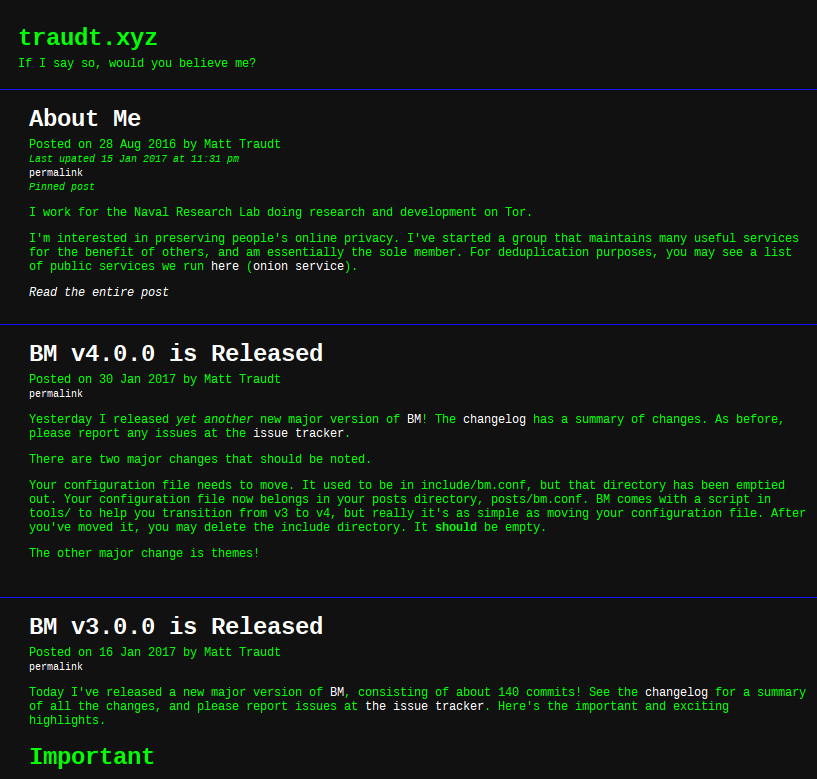 traudt.xyz
If I say so, would you believe me?
About Me
Posted on 28 Aug 2016 by Matt Traudt
Last upated 15 Jan 2017 at 11:31 pm
permalink
Pinned post
I work for the Naval Research Lab doing research and development on Tor.
I'm interested in preserving people's online privacy. I've started a group that maintains many useful services
for the benefit of others, and am essentially the sole member. For deduplication purposes, you may see a list
of public services we run here (onion service).
Read the entire post
BM v4.0.0 is Released
Posted on 30 Jan 2017 by Matt Traudt
permalink
Yesterday I released yet another new major version of BM! The changelog has a summary of changes. As before,
please report any issues at the issue tracker.
There are two major changes that should be noted.
Your configuration file needs to move. It used to be in include/bm.conf, but that directory has been emptied
out. Your configuration file now belongs in your posts directory, posts/bm.conf. BM comes with a script in
tools/ to help you transition from v3 to v4, but really it's as simple as moving your configuration file. After
you've moved it, you may delete the include directory. It should be empty.
The other major change is themes!
BM v3.0.0 is Released
Posted on 16 Jan 2017 by Matt Traudt
permalink
Today I've released a new major version of BM, consisting of about 140 commits! See the changelog for a summary
of all the changes, and please report issues at the issue tracker. Here's the important and exciting
highlights.
Important